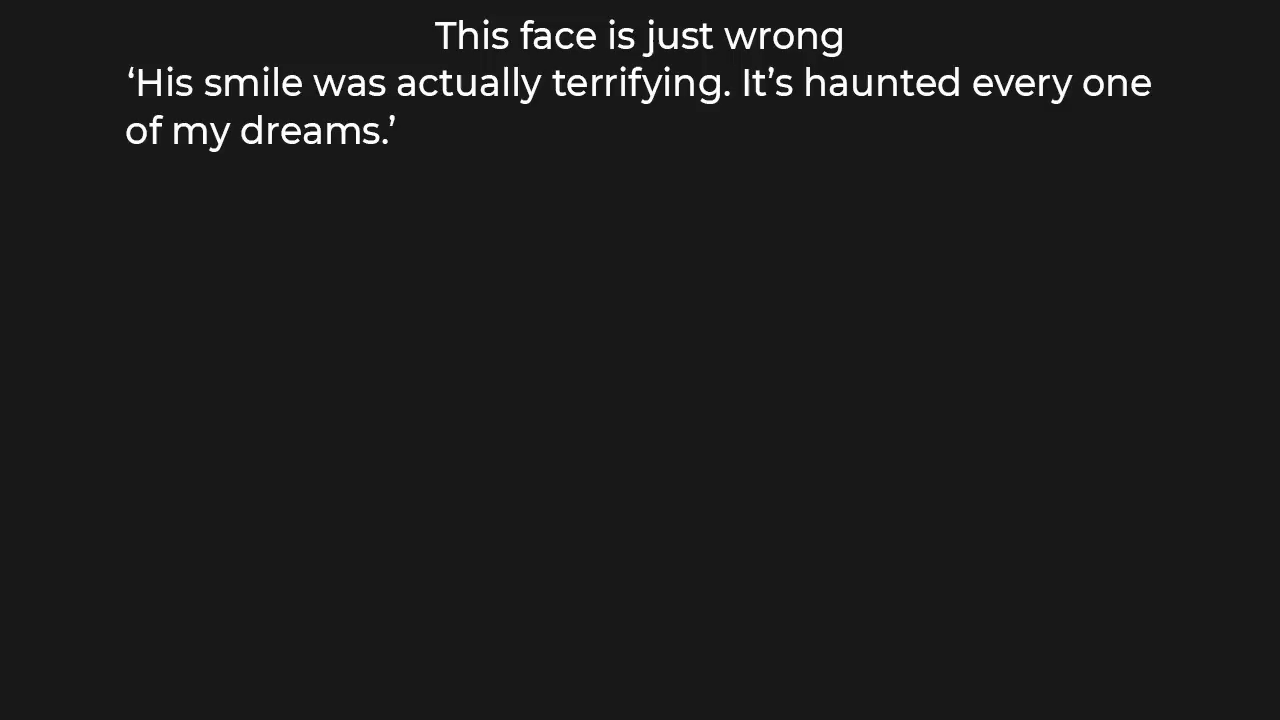 This face is just wrong
‘His smile was actually terrifying. It’s haunted every one
of my dreams.’